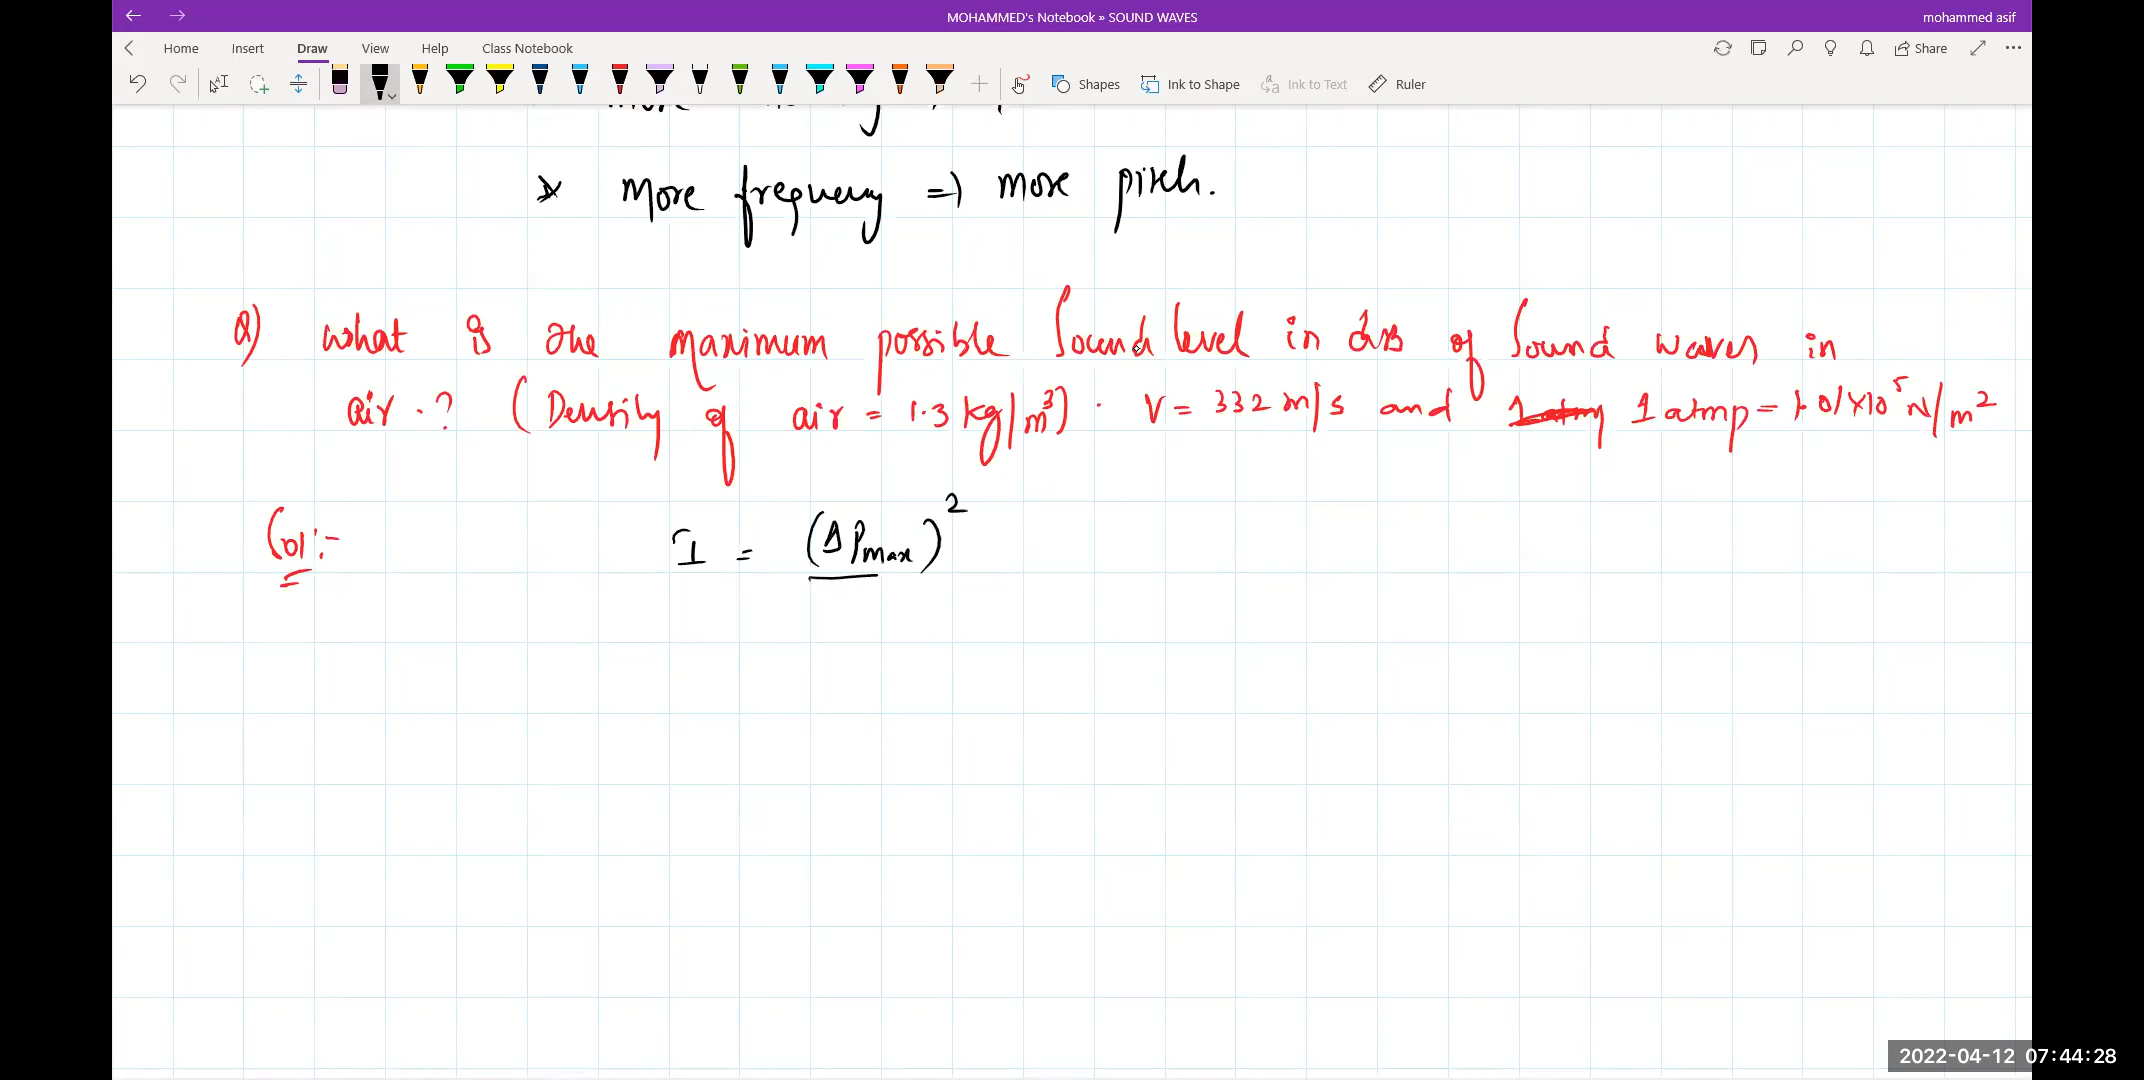 MOHAMMED's Notebook » SOUND WAVES
mohammed asif
Home Insert Draw View Help Class Notebook
Share
Shapes Ink to Shape Ink to Text Ruler
more
* More frequency => more pitch.
Q) What is the maximum possible Sound level in dB of Sound waves in
air.? (Density of air = 1.3 kg/m³). V = 332 m/s and 1 atmp = 1.01×10⁵ N/m²
Sol:- I = (ΔPmax)²
2022-04-12 07:44:28